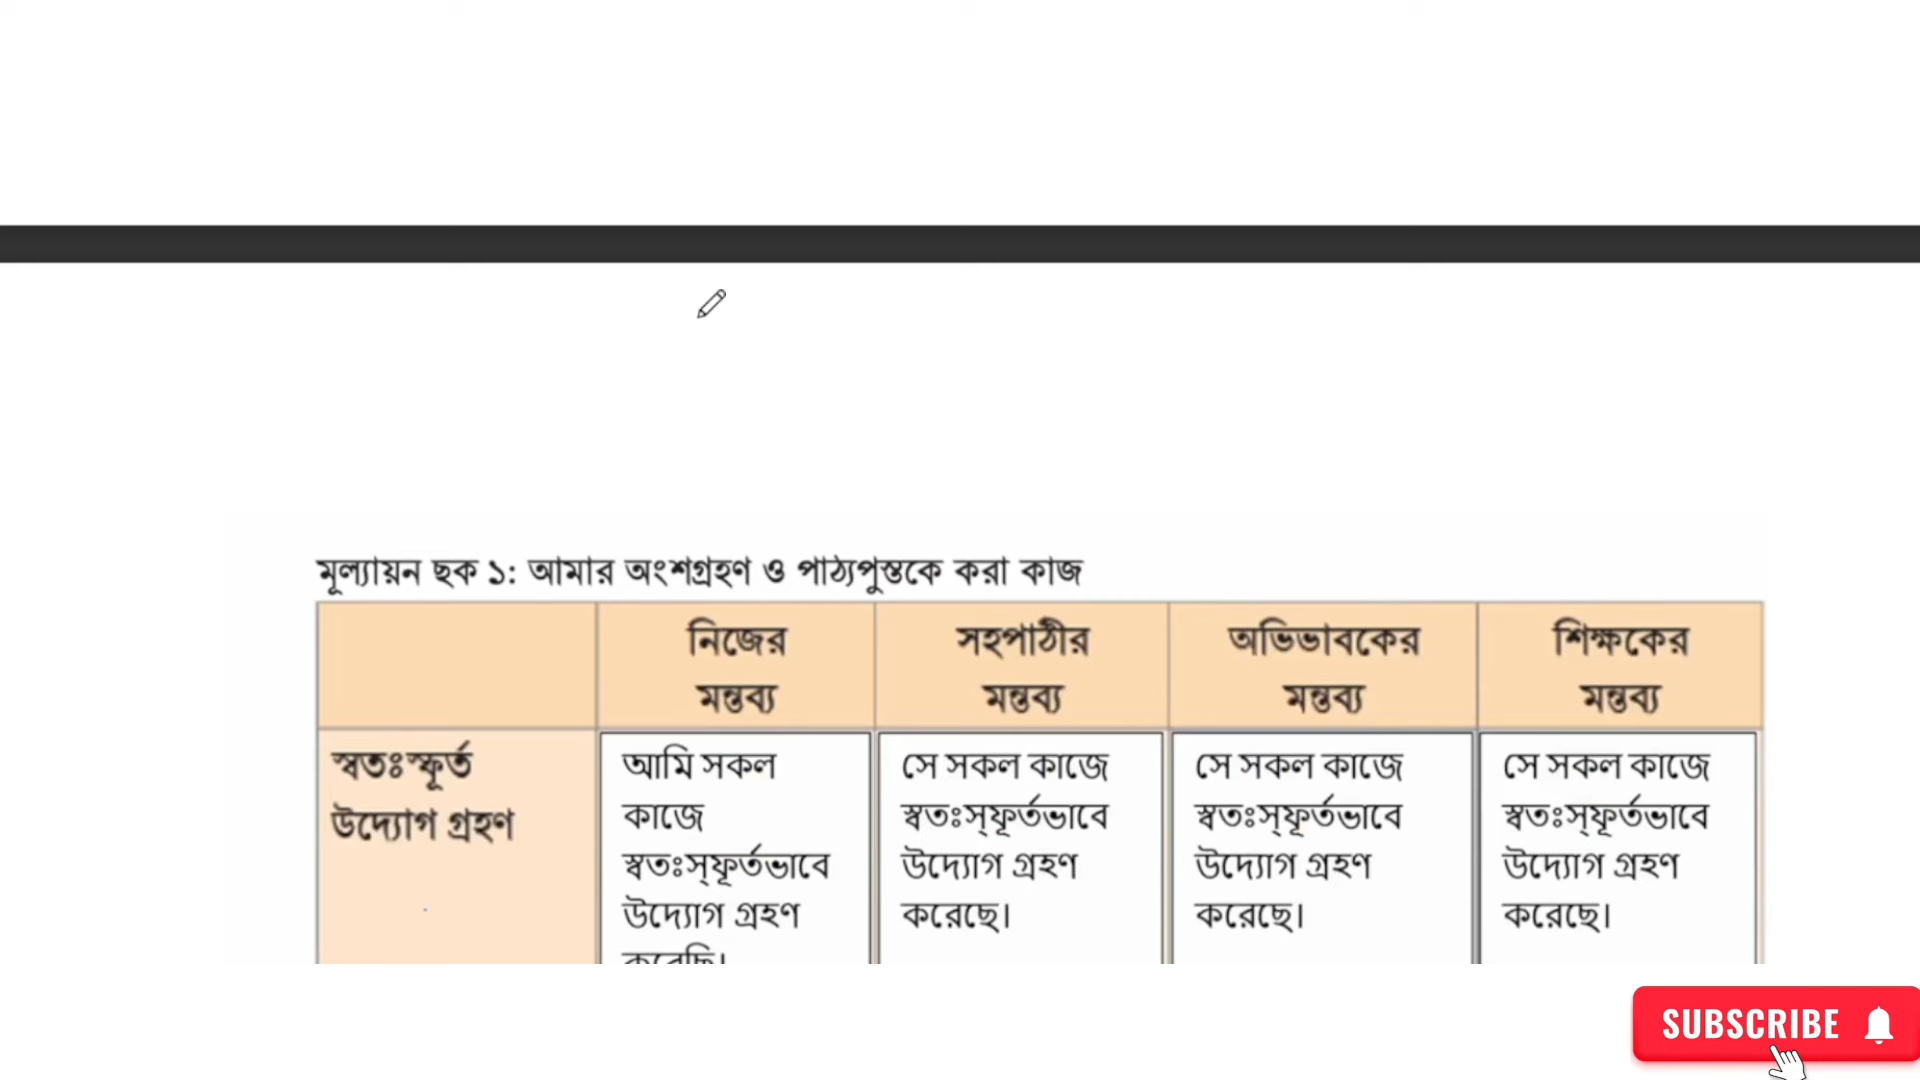 মূল্যায়ন ছক ১: আমার অংশগ্রহণ ও পাঠ্যপুস্তকে করা কাজ
নিজের
মন্তব্য
সহপাঠীর
মন্তব্য
অভিভাবকের
মন্তব্য
শিক্ষকের
মন্তব্য
স্বতঃস্ফূর্ত
উদ্যোগ গ্রহণ
আমি সকল
কাজে
স্বতঃস্ফূর্তভাবে
উদ্যোগ গ্রহণ
করেছি।
সে সকল কাজে
স্বতঃস্ফূর্তভাবে
উদ্যোগ গ্রহণ
করেছে।
সে সকল কাজে
স্বতঃস্ফূর্তভাবে
উদ্যোগ গ্রহণ
করেছে।
সে সকল কাজে
স্বতঃস্ফূর্তভাবে
উদ্যোগ গ্রহণ
করেছে।
SUBSCRIBE